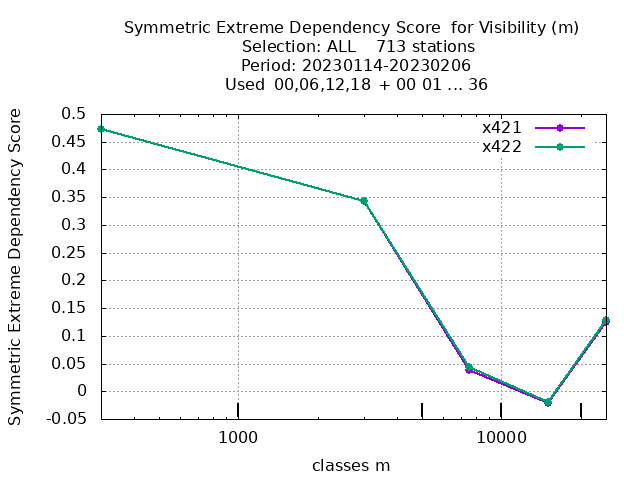 Symmetric Extreme Dependency Score for Visibility (m)
Selection: ALL 713 stations
Period: 20230114-20230206
Used 00,06,12,18 + 00 01 ... 36
Symmetric Extreme Dependency Score
0.5
0.45
0.4
0.35
0.3
0.25
0.2
0.15
0.1
0.05
0
-0.05
x421
x422
1000 10000
classes m